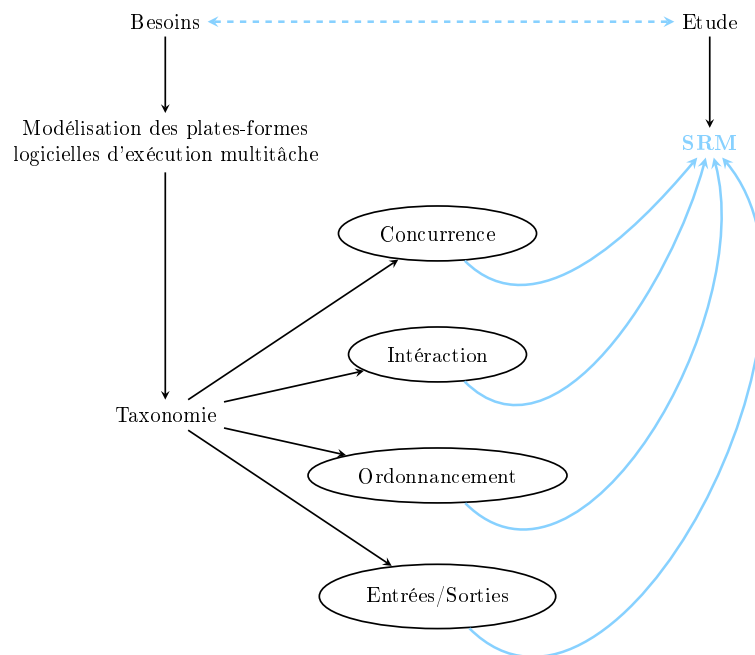 Besoins
Etude
Modélisation des plates-formes
logicielles d'exécution multitâche
SRM
Concurrence
Intéraction
Taxonomie
Ordonnancement
Entrées/Sorties